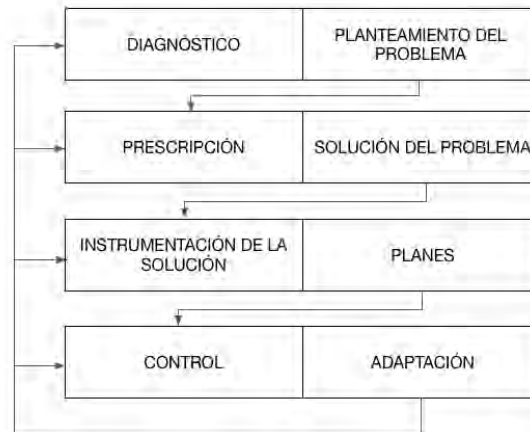 DIAGNÓSTICO
PLANTEAMIENTO DEL
PROBLEMA
PRESCRIPCIÓN
SOLUCIÓN DEL PROBLEMA
INSTRUMENTACIÓN DE LA
SOLUCIÓN
PLANES
CONTROL
ADAPTACIÓN